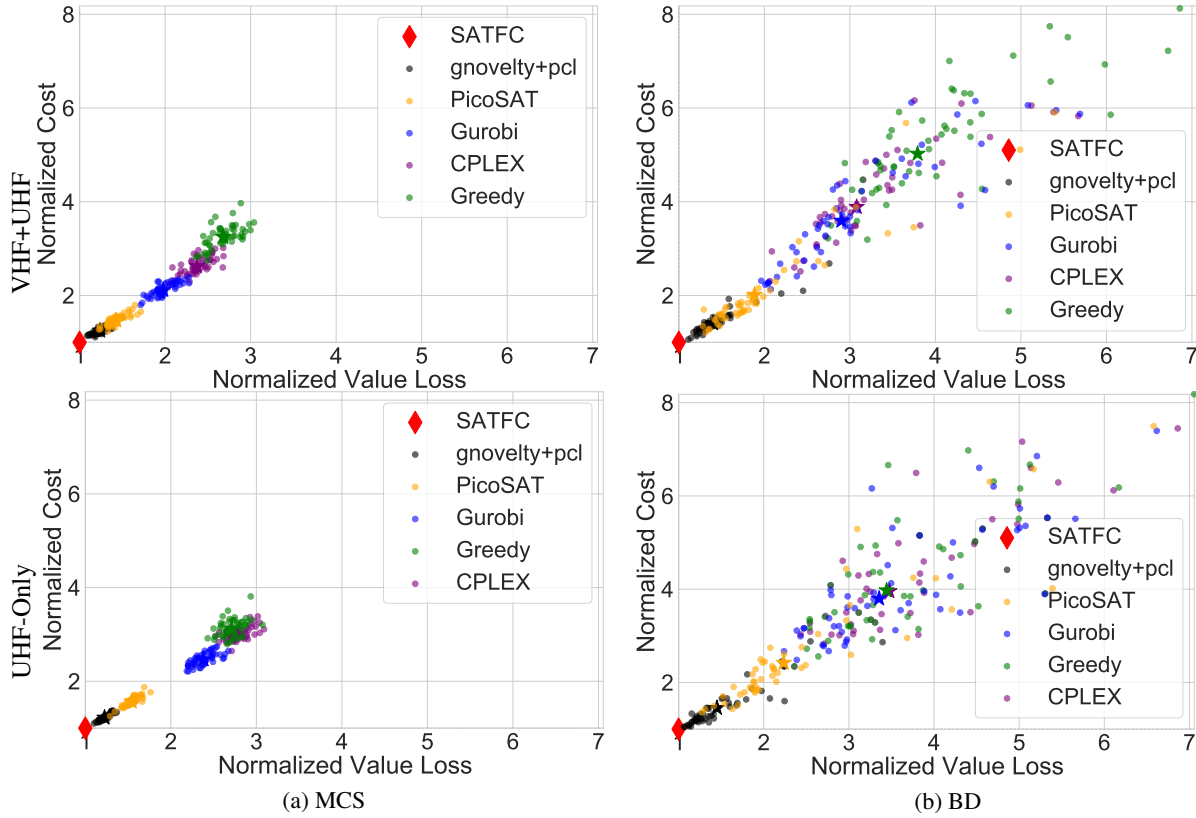 VHF+UHF
Normalized Cost
8
6
4
2
1
2
3
4
5
6
7
Normalized Value Loss
SATFC
gnovelty+pcl
PicoSAT
Gurobi
CPLEX
Greedy
Normalized Cost
8
6
4
2
1
2
3
4
5
6
7
Normalized Value Loss
SATFC
gnovelty+pcl
PicoSAT
Gurobi
CPLEX
Greedy
UHF-Only
Normalized Cost
8
6
4
2
1
2
3
4
5
6
7
Normalized Value Loss
SATFC
gnovelty+pcl
PicoSAT
Gurobi
Greedy
CPLEX
(a) MCS
Normalized Cost
8
6
4
2
1
2
3
4
5
6
7
Normalized Value Loss
SATFC
gnovelty+pcl
PicoSAT
Gurobi
Greedy
CPLEX
(b) BD